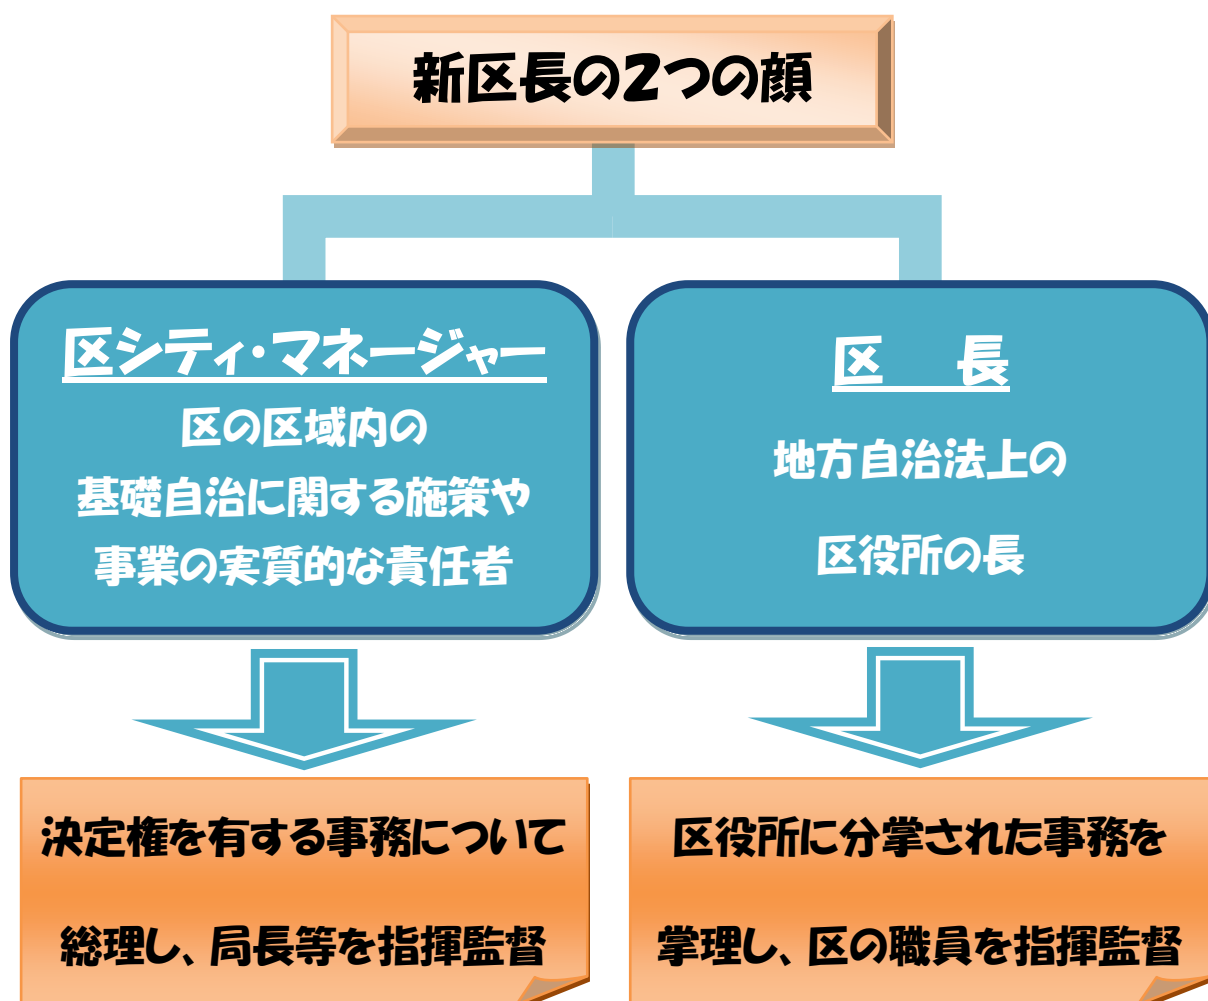 新区長の2つの顔
区シティ・マネージャー
区の区域内の
基礎自治に関する施策や
事業の実質的な責任者
区　長
地方自治法上の
区役所の長
決定権を有する事務について
総理し、局長等を指揮監督
区役所に分掌された事務を
掌理し、区の職員を指揮監督